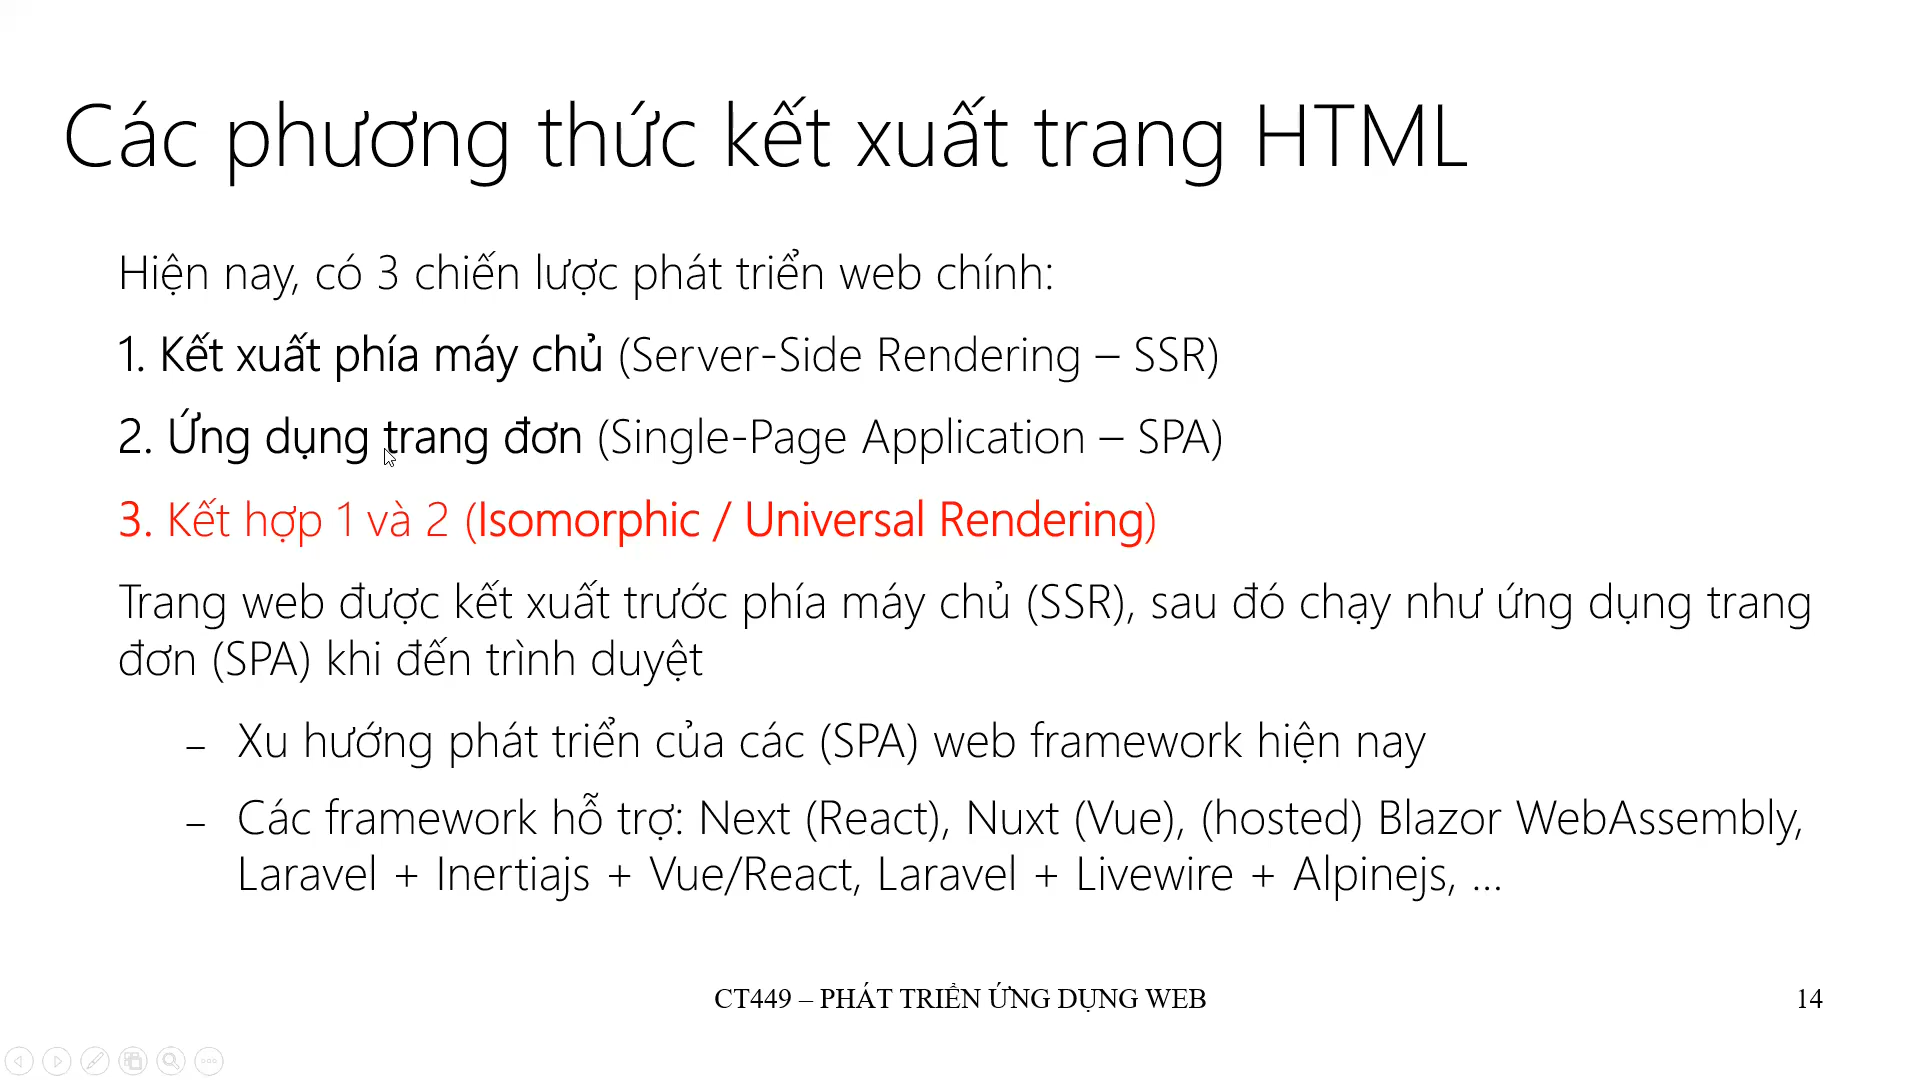 Các phương thức kết xuất trang HTML
Hiện nay, có 3 chiến lược phát triển web chính:
1. Kết xuất phía máy chủ (Server-Side Rendering – SSR)
2. Ứng dụng trang đơn (Single-Page Application – SPA)
3. Kết hợp 1 và 2 (Isomorphic / Universal Rendering)
Trang web được kết xuất trước phía máy chủ (SSR), sau đó chạy như ứng dụng trang
đơn (SPA) khi đến trình duyệt
– Xu hướng phát triển của các (SPA) web framework hiện nay
– Các framework hỗ trợ: Next (React), Nuxt (Vue), (hosted) Blazor WebAssembly,
Laravel + Inertiajs + Vue/React, Laravel + Livewire + Alpinejs, ...
CT449 – PHÁT TRIỂN ỨNG DỤNG WEB
14